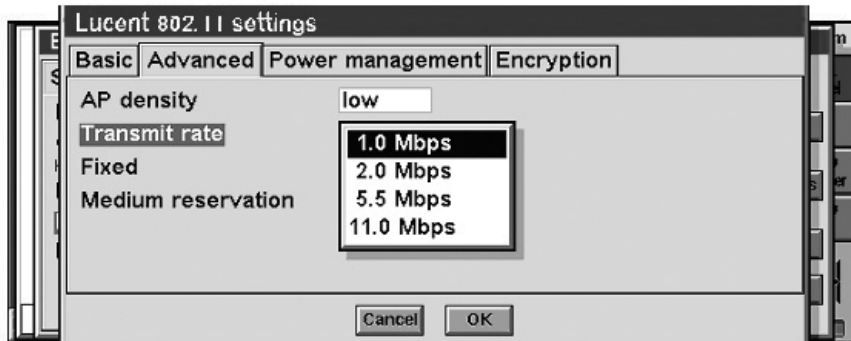 Lucent 802.11 settings
Basic Advanced Power management Encryption
AP density low
Transmit rate 1.0 Mbps
Fixed 2.0 Mbps
Medium reservation 5.5 Mbps
11.0 Mbps
Cancel OK